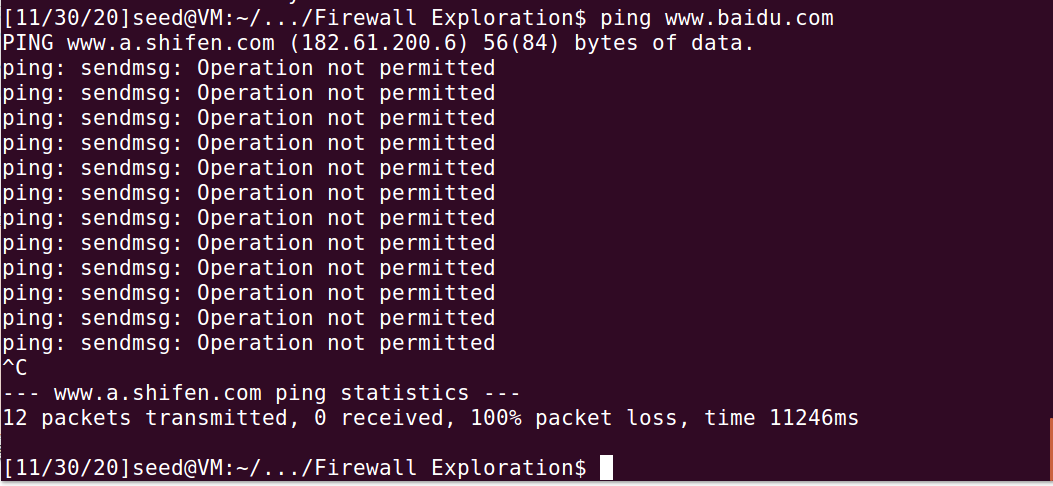 [11/30/20]seed@VM:~/.../Firewall Exploration$ ping www.baidu.com
PING www.a.shifen.com (182.61.200.6) 56(84) bytes of data.
ping: sendmsg: Operation not permitted
ping: sendmsg: Operation not permitted
ping: sendmsg: Operation not permitted
ping: sendmsg: Operation not permitted
ping: sendmsg: Operation not permitted
ping: sendmsg: Operation not permitted
ping: sendmsg: Operation not permitted
ping: sendmsg: Operation not permitted
ping: sendmsg: Operation not permitted
ping: sendmsg: Operation not permitted
ping: sendmsg: Operation not permitted
ping: sendmsg: Operation not permitted
^C
--- www.a.shifen.com ping statistics ---
12 packets transmitted, 0 received, 100% packet loss, time 11246ms
[11/30/20]seed@VM:~/.../Firewall Exploration$